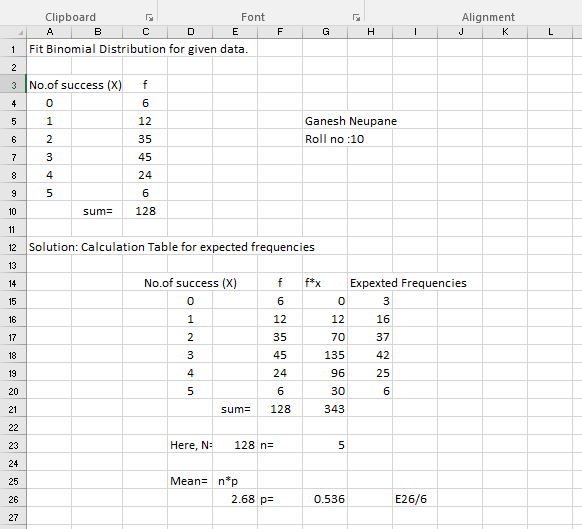 Clipboard Font Alignment
A B C D E F G H I J K L
1 Fit Binomial Distribution for given data.
2
3 No.of success (X) f
4 0 6
5 1 12 Ganesh Neupane
6 2 35 Roll no :10
7 3 45
8 4 24
9 5 6
10 sum= 128
11
12 Solution: Calculation Table for expected frequencies
13
14 No.of success (X) f f*x Expexted Frequencies
15 0 6 0 3
16 1 12 12 16
17 2 35 70 37
18 3 45 135 42
19 4 24 96 25
20 5 6 30 6
21 sum= 128 343
22
23 Here, N= 128 n= 5
24
25 Mean= n*p
26 2.68 p= 0.536 E26/6
27